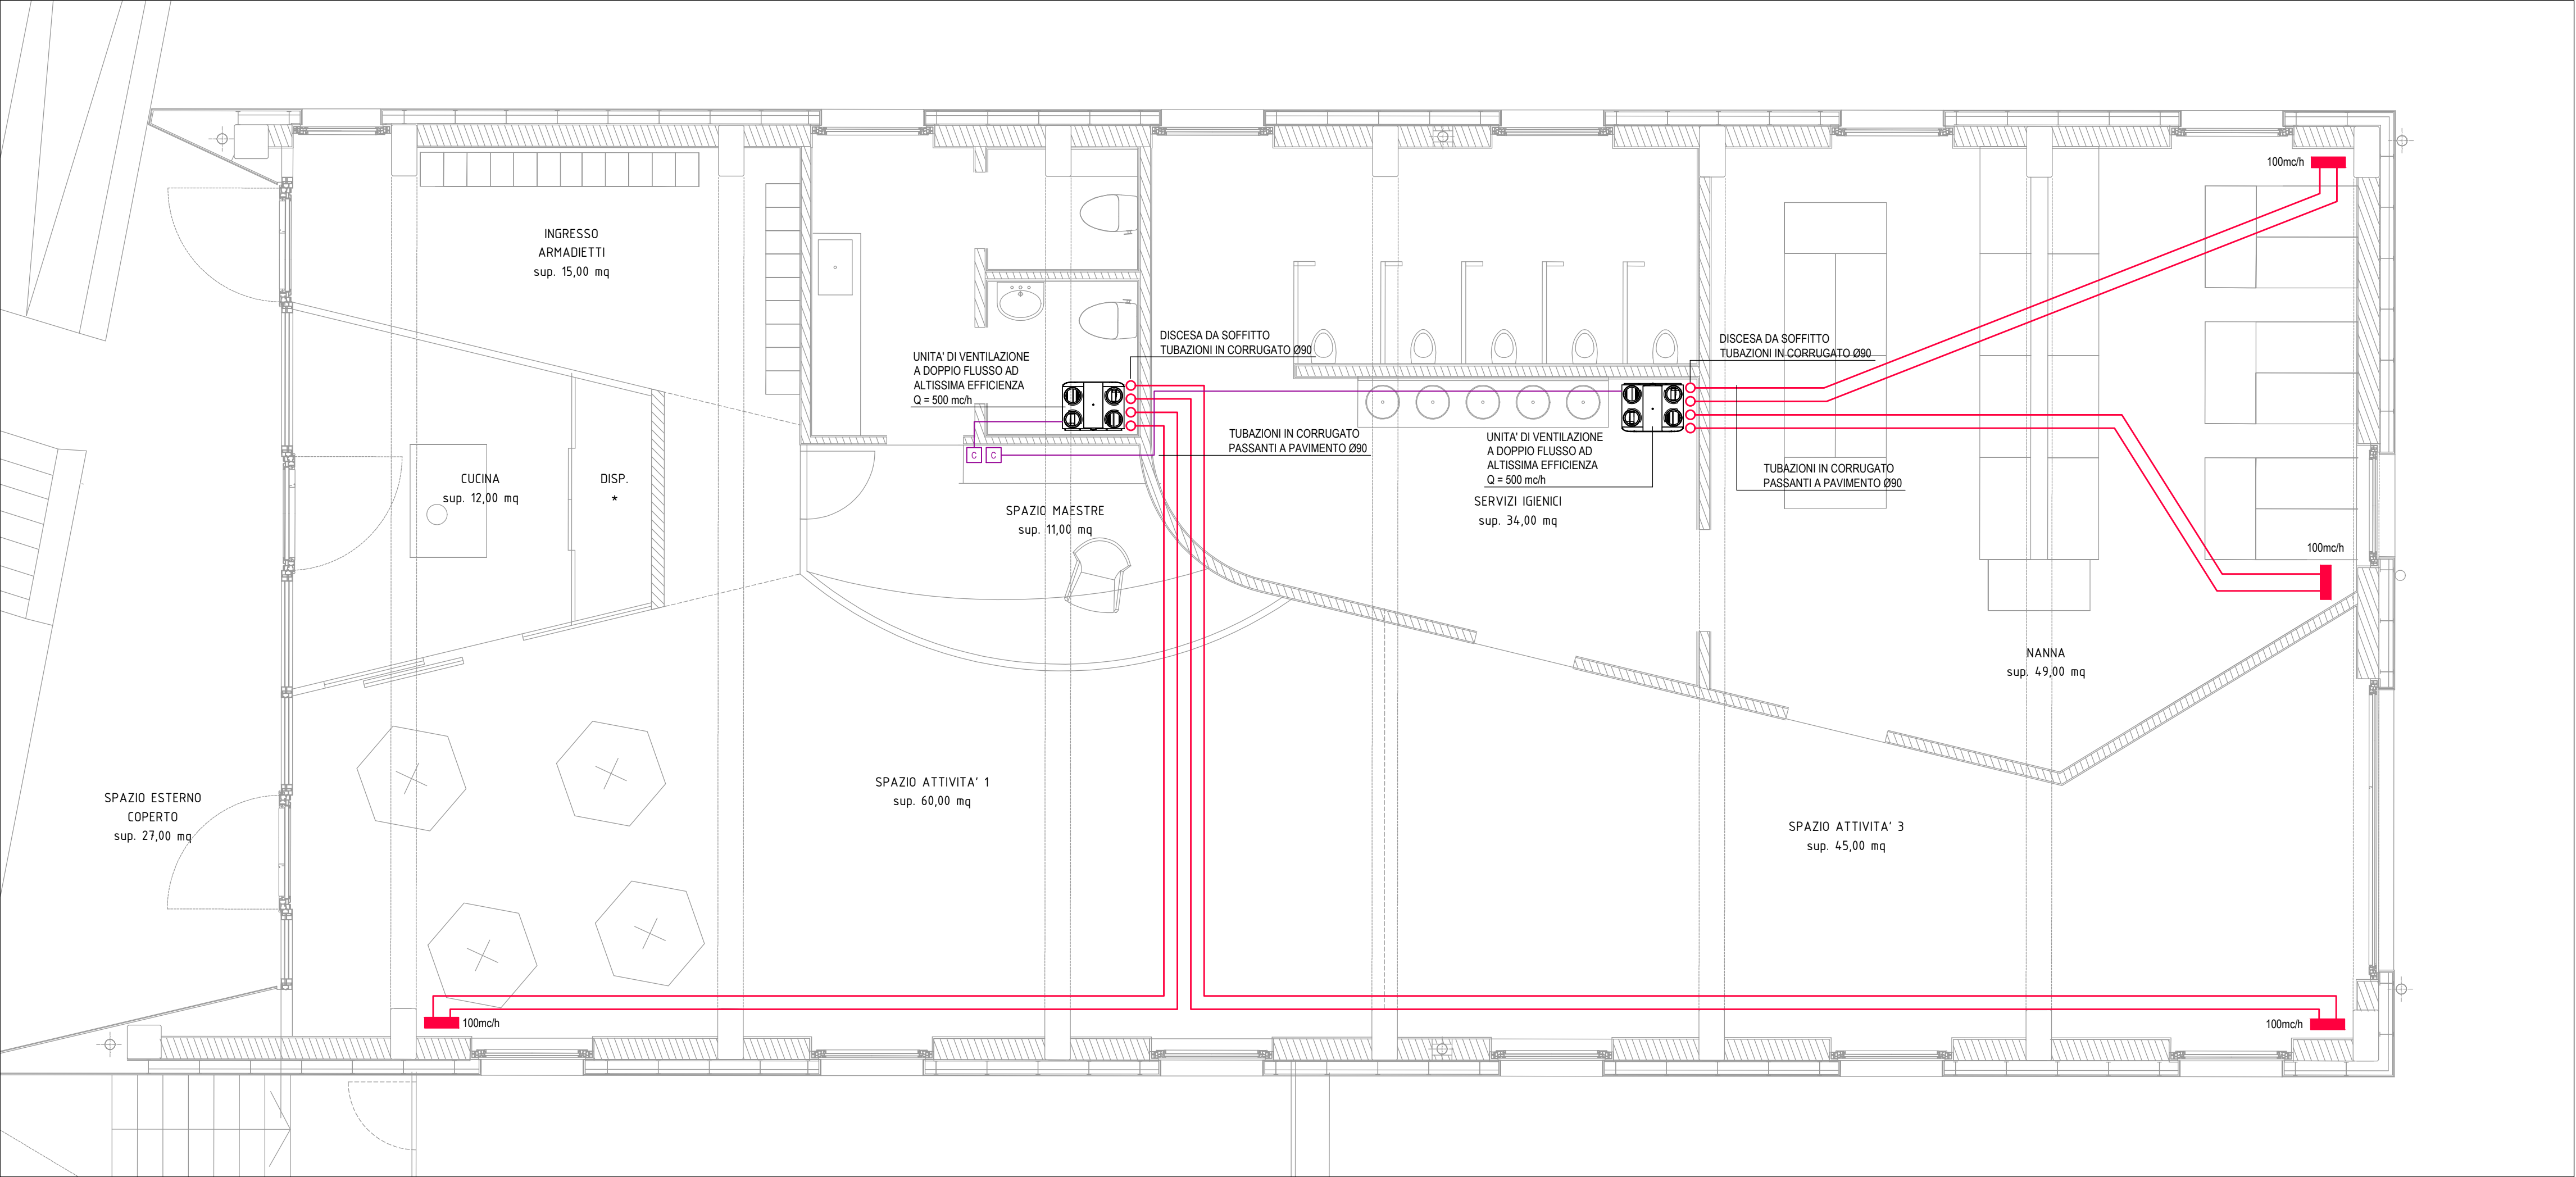 100mc/h
INGRESSO
ARMADIETTI
sup. 15,00 mq
DISCESA DA SOFFITTO
TUBAZIONI IN CORRUGATO Ø90
DISCESA DA SOFFITTO
TUBAZIONI IN CORRUGATO Ø90
UNITA' DI VENTILAZIONE
A DOPPIO FLUSSO AD
ALTISSIMA EFFICIENZA
Q = 500 mc/h
TUBAZIONI IN CORRUGATO
PASSANTI A PAVIMENTO Ø90
UNITA' DI VENTILAZIONE
A DOPPIO FLUSSO AD
ALTISSIMA EFFICIENZA
Q = 500 mc/h
C C
TUBAZIONI IN CORRUGATO
PASSANTI A PAVIMENTO Ø90
CUCINA
sup. 12,00 mq
DISP.
*
SPAZIO MAESTRE
sup. 11,00 mq
SERVIZI IGIENICI
sup. 34,00 mq
100mc/h
NANNA
sup. 49,00 mq
SPAZIO ATTIVITA' 1
sup. 60,00 mq
SPAZIO ESTERNO
COPERTO
sup. 27,00 mq
SPAZIO ATTIVITA' 3
sup. 45,00 mq
100mc/h
100mc/h